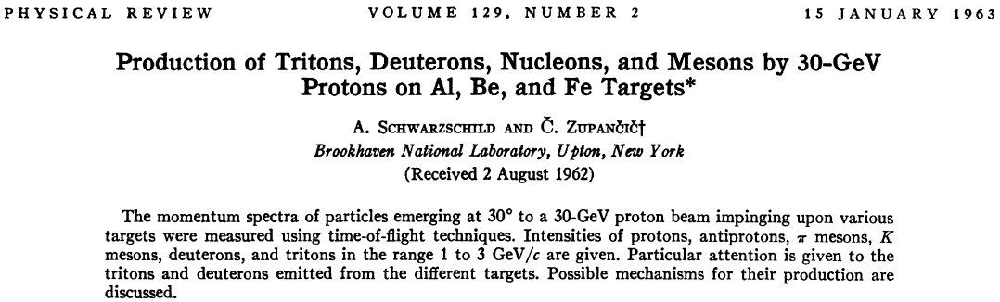 PHYSICAL REVIEW VOLUME 129, NUMBER 2 15 JANUARY 1963
Production of Tritons, Deuterons, Nucleons, and Mesons by 30-GeV
Protons on Al, Be, and Fe Targets*
A. SCHWARZSCHILD AND Č. ZUPANČIČ†
Brookhaven National Laboratory, Upton, New York
(Received 2 August 1962)
The momentum spectra of particles emerging at 30° to a 30-GeV proton beam impinging upon various
targets were measured using time-of-flight techniques. Intensities of protons, antiprotons, π mesons, K
mesons, deuterons, and tritons in the range 1 to 3 GeV/c are given. Particular attention is given to the
tritons and deuterons emitted from the different targets. Possible mechanisms for their production are
discussed.